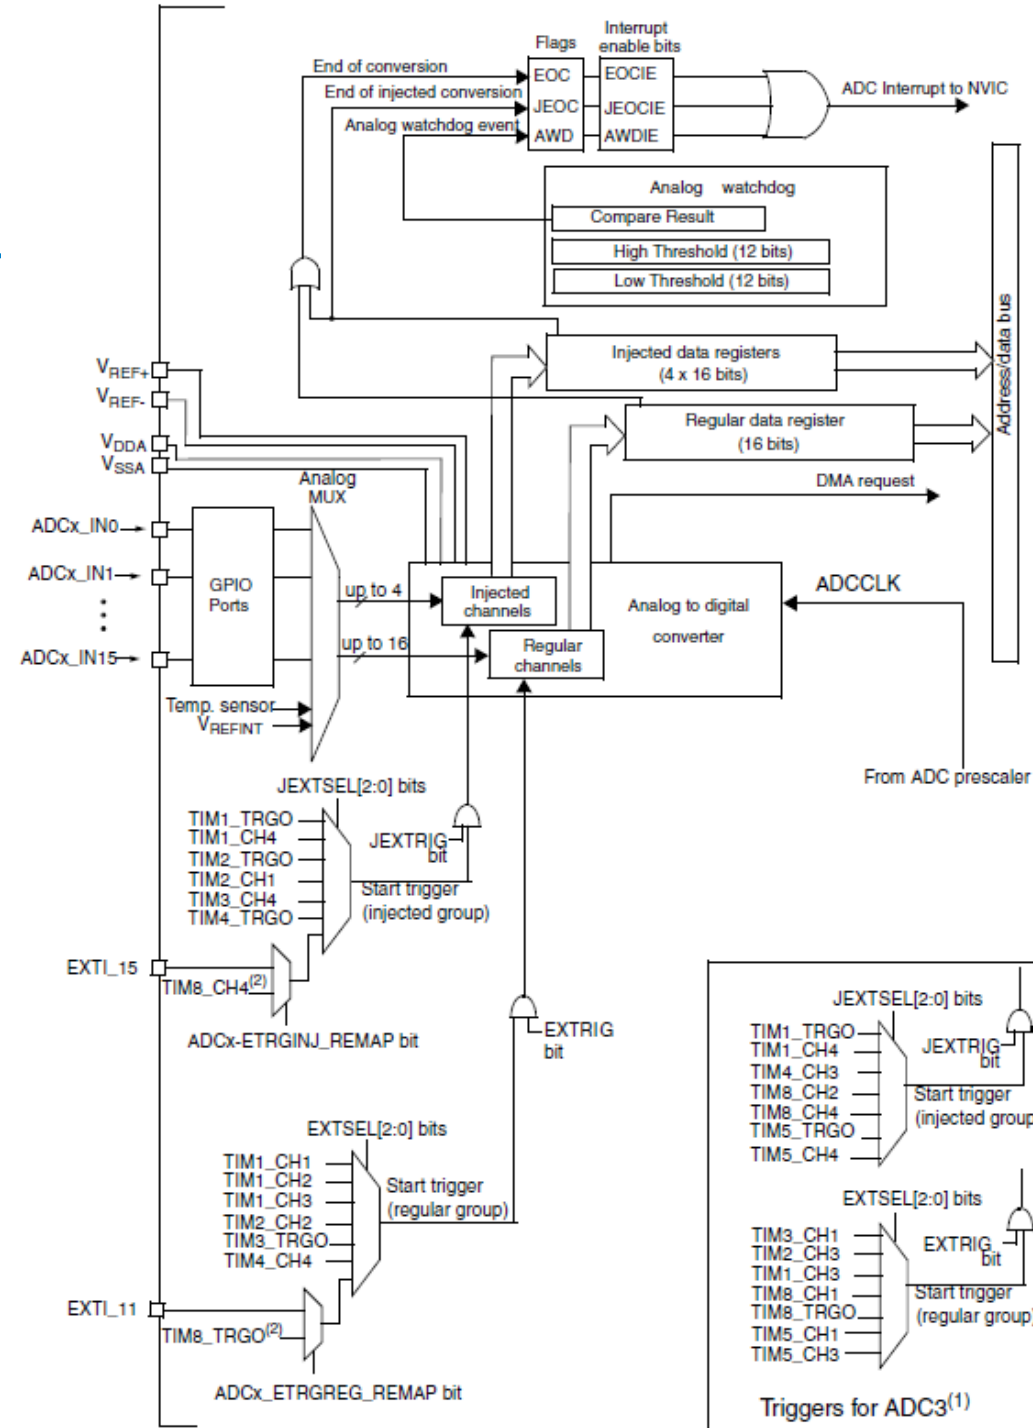 Flags
Interrupt
enable bits
End of conversion
EOC
EOCIE
End of injected conversion
JEOC
JEOCIE
ADC Interrupt to NVIC
Analog watchdog event
AWD
AWDIE
Analog watchdog
Compare Result
High Threshold (12 bits)
Low Threshold (12 bits)
Address/data bus
Injected data registers
(4 x 16 bits)
Regular data register
(16 bits)
DMA request
VREF+
VREF-
VDDA
VSSA
Analog
MUX
ADCx_IN0
ADCx_IN1
ADCx_IN15
GPIO
Ports
up to 4
up to 16
Injected
channels
Regular
channels
Analog to digital
converter
ADCCLK
Temp. sensor
VREFINT
From ADC prescaler
JEXTSEL[2:0] bits
TIM1_TRGO
TIM1_CH4
TIM2_TRGO
TIM2_CH1
TIM3_CH4
TIM4_TRGO
JEXTRIG
bit
Start trigger
(injected group)
EXTI_15
TIM8_CH4(2)
ADCx-ETRGINJ_REMAP bit
EXTRIG
bit
EXTSEL[2:0] bits
TIM1_CH1
TIM1_CH2
TIM1_CH3
TIM2_CH2
TIM3_TRGO
TIM4_CH4
Start trigger
(regular group)
EXTI_11
TIM8_TRGO(2)
ADCx_ETRGREG_REMAP bit
JEXTSEL[2:0] bits
TIM1_TRGO
TIM1_CH4
TIM4_CH3
TIM8_CH2
TIM8_CH4
TIM5_TRGO
TIM5_CH4
JEXTRIG
bit
Start trigger
(injected group
EXTSEL[2:0] bits
TIM3_CH1
TIM2_CH3
TIM1_CH3
TIM8_CH1
TIM8_TRGO
TIM5_CH1
TIM5_CH3
EXTRIG
bit
Start trigger
(regular group)
Triggers for ADC3(1)